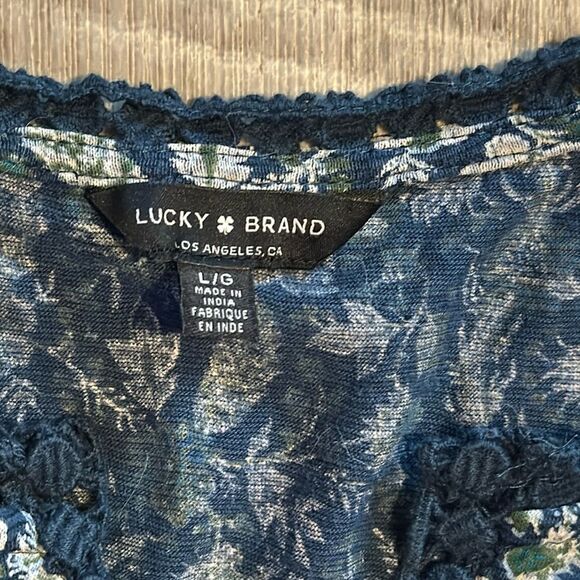 LUCKY BRAND
LOS ANGELES, CA
L/G
MADE IN
INDIA
FABRIQUE
EN INDE